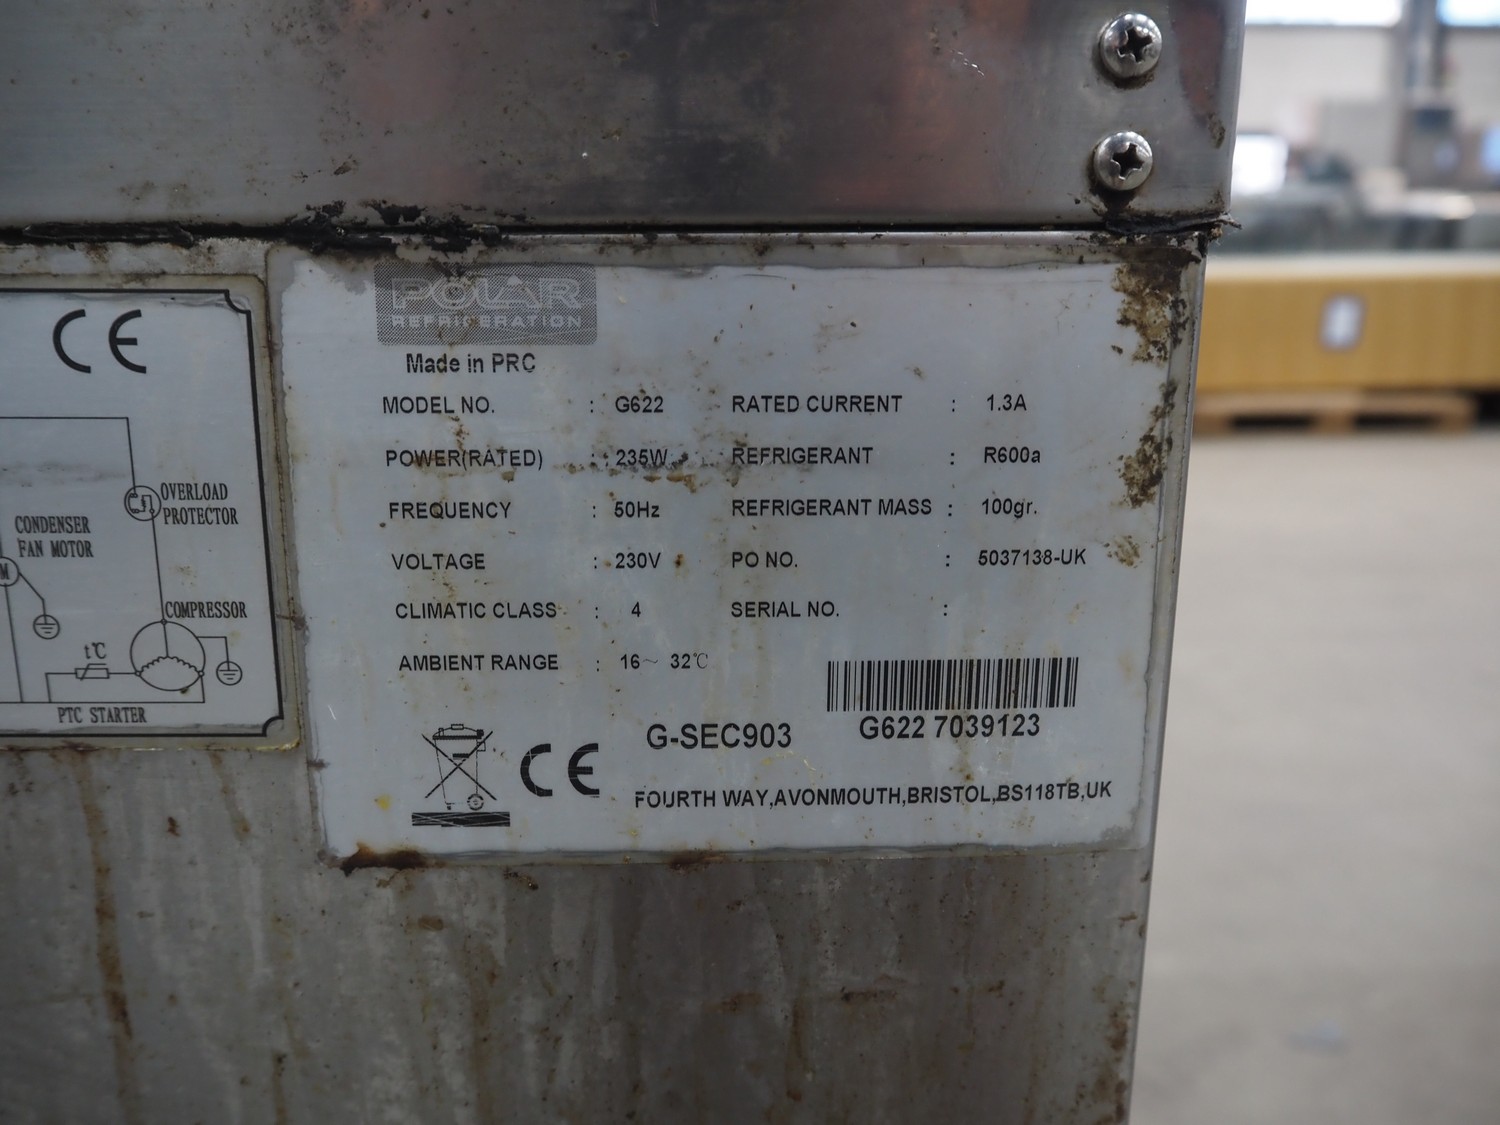 CE
OVERLOAD
PROTECTOR
CONDENSER
FAN MOTOR
M
COMPRESSOR
t℃
PTC STARTER
POLAR
REFRIGERATION
Made in PRC
MODEL NO. : G622 RATED CURRENT : 1.3A
POWER(RATED) : 235W REFRIGERANT : R600a
FREQUENCY : 50Hz REFRIGERANT MASS : 100gr.
VOLTAGE : 230V PO NO. : 5037138-UK
CLIMATIC CLASS : 4 SERIAL NO. :
AMBIENT RANGE : 16~ 32℃
CE G-SEC903 G622 7039123
FOURTH WAY,AVONMOUTH,BRISTOL,BS118TB,UK